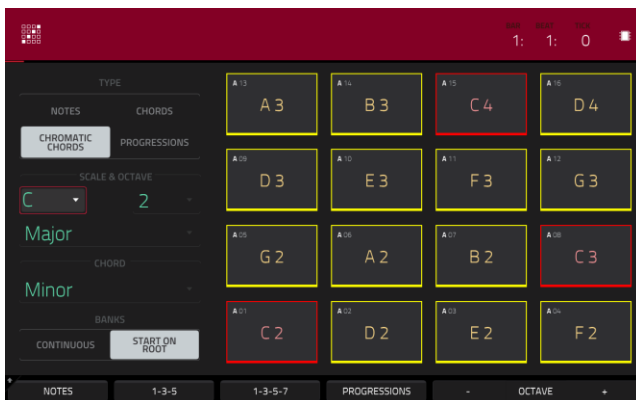 BAR BEAT TICK
1: 1: 0
TYPE
NOTES CHORDS
CHROMATIC
CHORDS
PROGRESSIONS
SCALE & OCTAVE
C 2
Major
CHORD
Minor
BANKS
CONTINUOUS
START ON
ROOT
A 13 A 14 A 15 A 16
A 3 B 3 C 4 D 4
A 09 A 10 A 11 A 12
D 3 E 3 F 3 G 3
A 05 A 06 A 07 A 08
G 2 A 2 B 2 C 3
A 01 A 02 A 03 A 04
C 2 D 2 E 2 F 2
NOTES 1-3-5 1-3-5-7 PROGRESSIONS - OCTAVE +